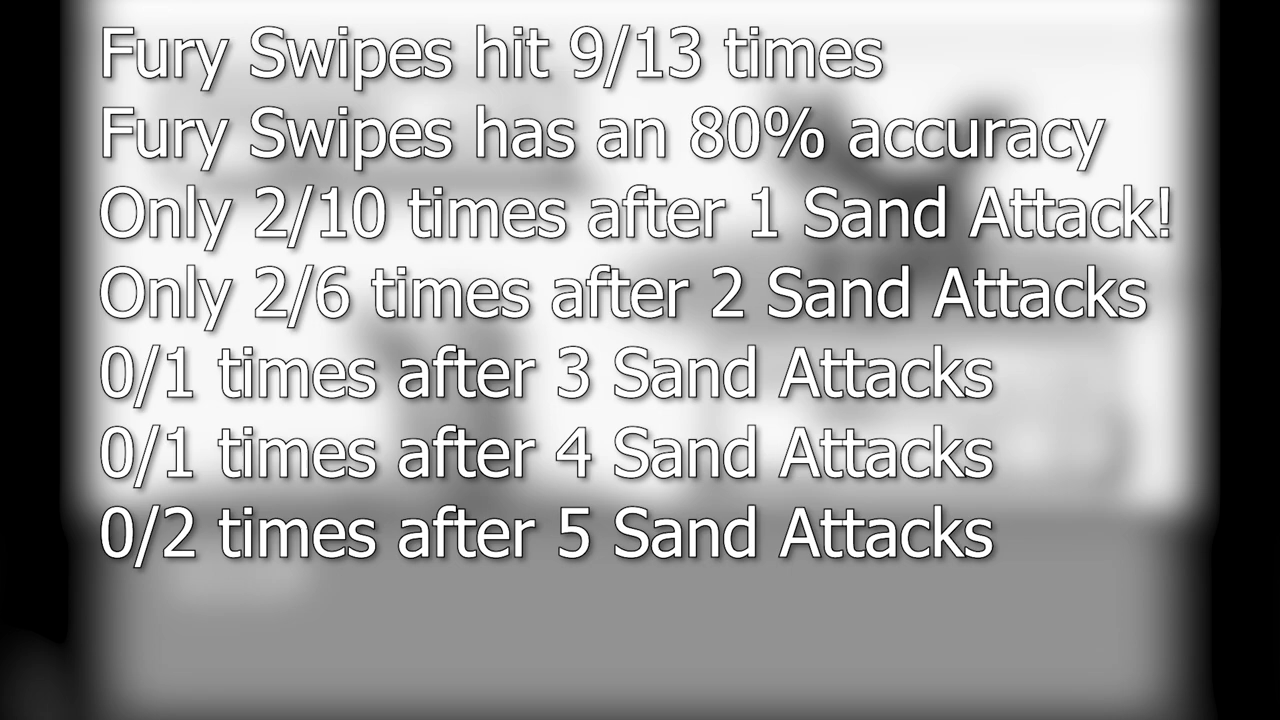 Fury Swipes hit 9/13 times
Fury Swipes has an 80% accuracy
Only 2/10 times after 1 Sand Attack!
Only 2/6 times after 2 Sand Attacks
0/1 times after 3 Sand Attacks
0/1 times after 4 Sand Attacks
0/2 times after 5 Sand Attacks